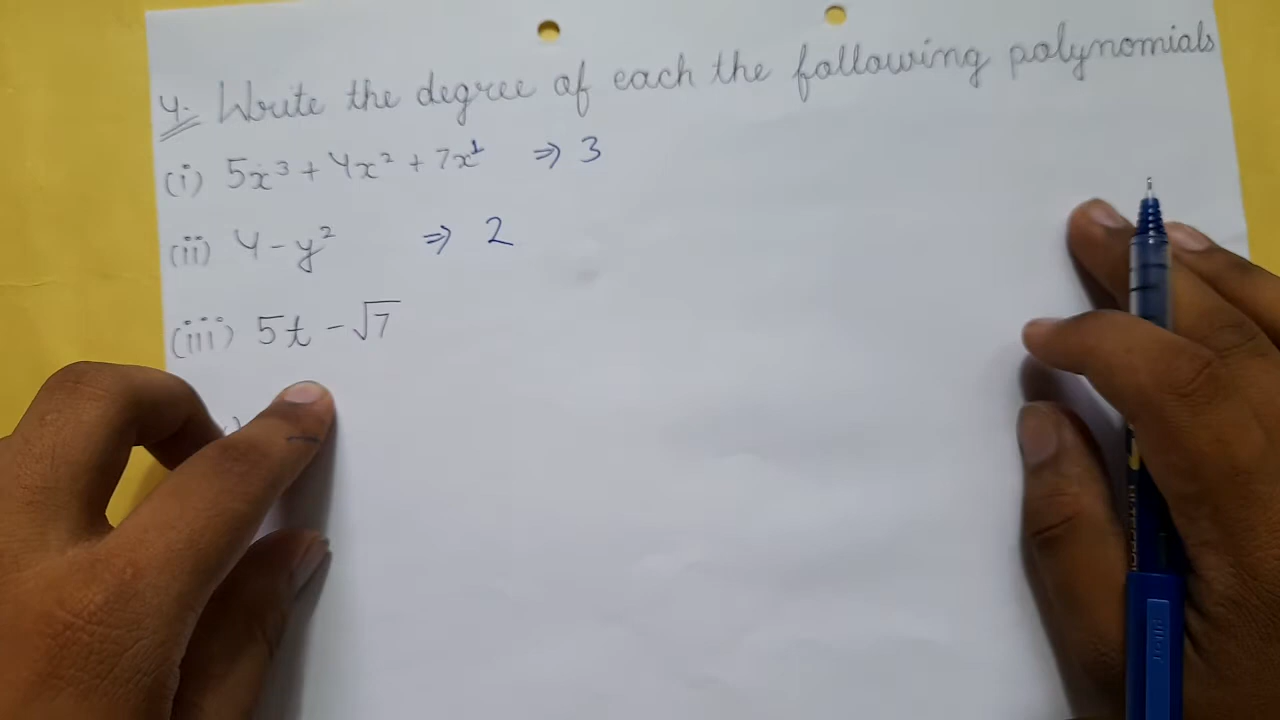 4. Write the degree of each the following polynomials
(i) 5x³ + 4x² + 7x¹ ⇒ 3
(ii) 4 - y² ⇒ 2
(iii) 5t - √7